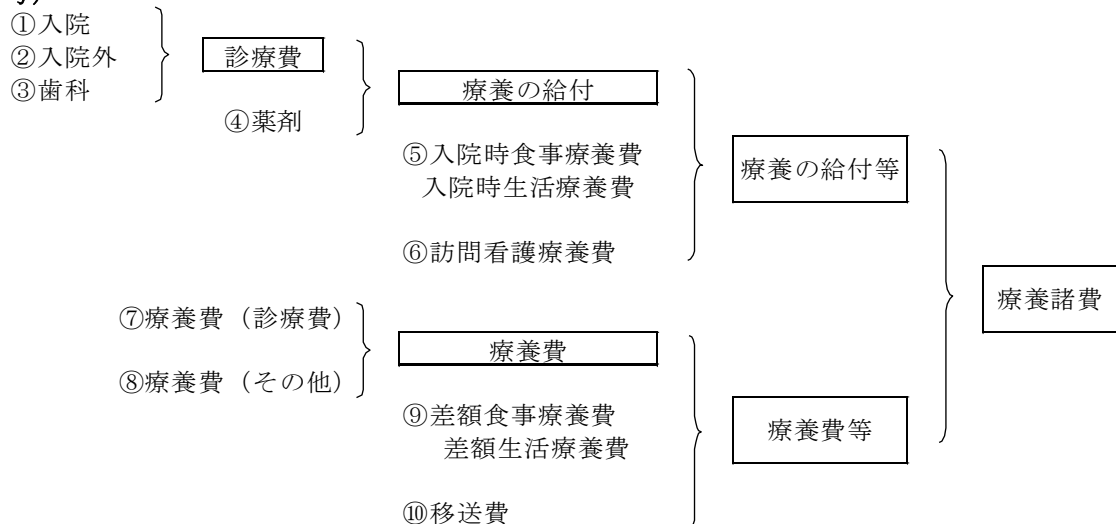 ①入院
②入院外
③歯科
診療費
④薬剤
療養の給付
⑤入院時食事療養費
入院時生活療養費
⑥訪問看護療養費
療養の給付等
⑦療養費（診療費）
⑧療養費（その他）
療養費
⑨差額食事療養費
差額生活療養費
⑩移送費
療養費等
療養諸費